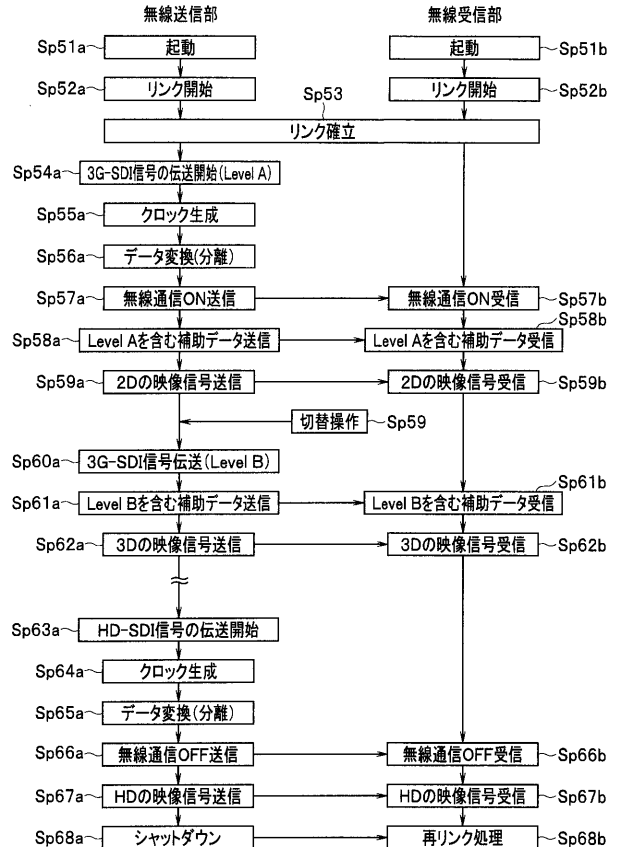 無線送信部 無線受信部
Sp51a 起動 起動 Sp51b
Sp52a リンク開始 Sp53 リンク開始 Sp52b
リンク確立
Sp54a 3G-SDI信号の伝送開始(Level A)
Sp55a クロック生成
Sp56a データ変換(分離)
Sp57a 無線通信ON送信 無線通信ON受信 Sp57b
Sp58b
Sp58a Level Aを含む補助データ送信 Level Aを含む補助データ受信
Sp59a 2Dの映像信号送信 2Dの映像信号受信 Sp59b
切替操作 Sp59
Sp60a 3G-SDI信号伝送(Level B)
Sp61b
Sp61a Level Bを含む補助データ送信 Level Bを含む補助データ受信
Sp62a 3Dの映像信号送信 3Dの映像信号受信 Sp62b
Sp63a HD-SDI信号の伝送開始
Sp64a クロック生成
Sp65a データ変換(分離)
Sp66a 無線通信OFF送信 無線通信OFF受信 Sp66b
Sp67a HDの映像信号送信 HDの映像信号受信 Sp67b
Sp68a シャットダウン 再リンク処理 Sp68b